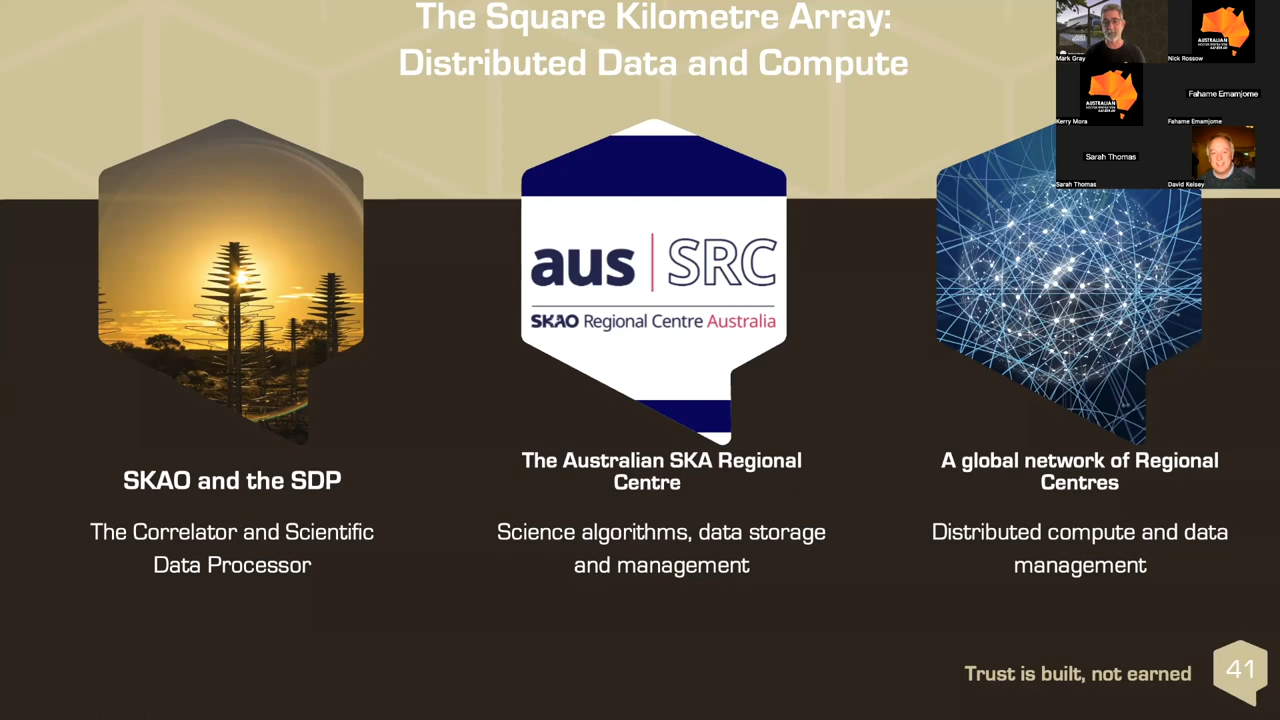 The Square Kilometre Array:
Distributed Data and Compute
Mark Gray
Nick Rossow
Kerry Mora
Fahame Emamjome
Fahame Emamjome
Sarah Thomas
Sarah Thomas
David Kelsey
AUSTRALIAN
AUSTRALIAN
aus | SRC
SKAO Regional Centre Australia
SKAO and the SDP
The Correlator and Scientific
Data Processor
The Australian SKA Regional
Centre
Science algorithms, data storage
and management
A global network of Regional
Centres
Distributed compute and data
management
Trust is built, not earned
41